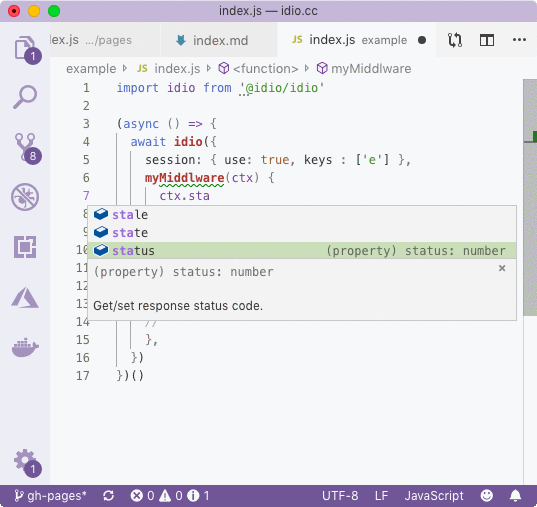 index.js — idio.cc
ex.js …/pages
index.md
JS index.js example
example JS index.js <function> myMiddlware
1 import idio from '@idio/idio'
2
3 (async () => {
4 await idio({
5 session: { use: true, keys : ['e'] },
6 myMiddlware(ctx) {
7 ctx.sta
8
stale
9
state
10
status (property) status: number
11
(property) status: number ×
12
13
Get/set response status code.
14 //
15 },
16 })
17 })()
1
8
1
gh-pages* 0 0 1 UTF-8 LF JavaScript